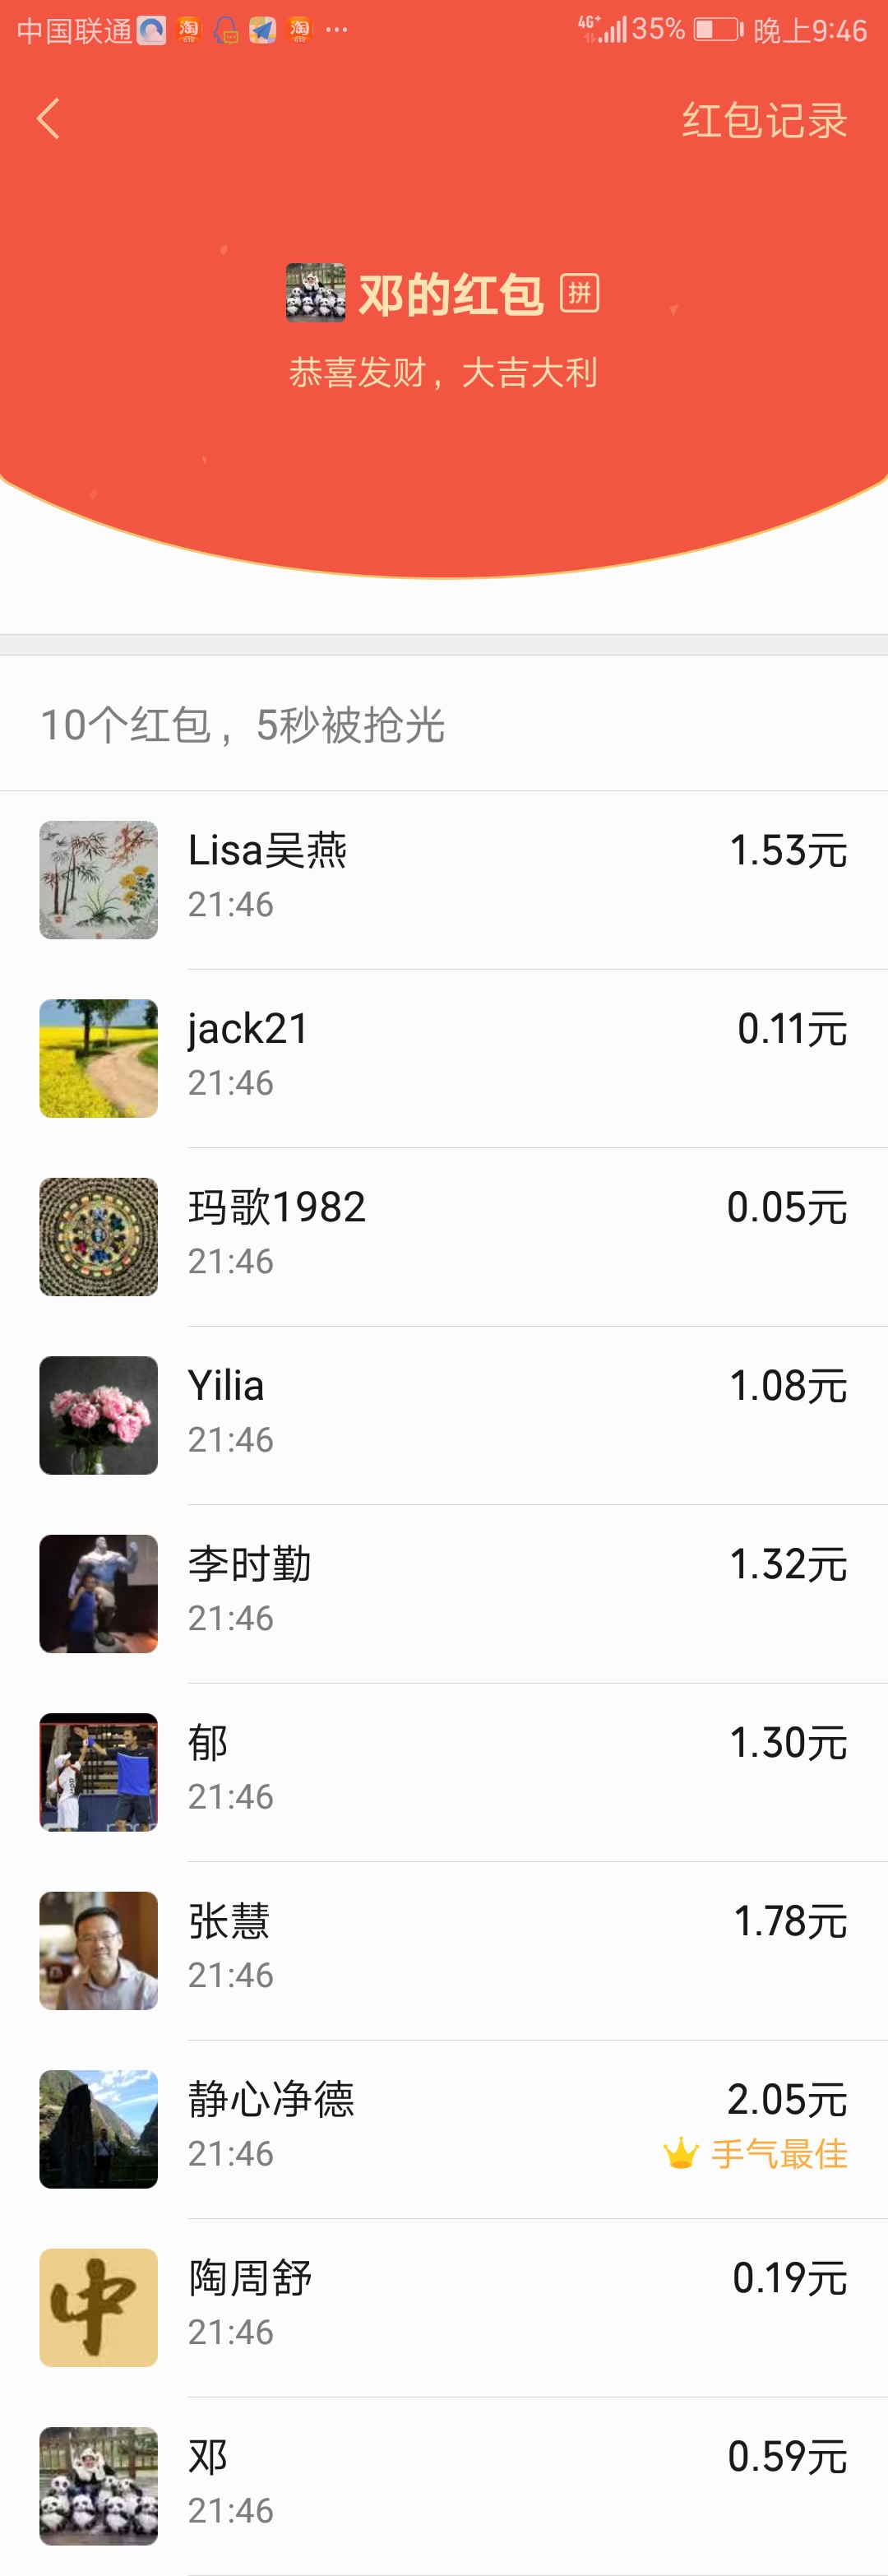 中国联通 淘 618 淘 618 ... 4G+ 35% 晚上9:46
红包记录
邓的红包 拼
恭喜发财，大吉大利
10个红包，5秒被抢光
Lisa吴燕 1.53元
21:46
jack21 0.11元
21:46
玛歌1982 0.05元
21:46
Yilia 1.08元
21:46
李时勤 1.32元
21:46
郁 1.30元
21:46
张慧 1.78元
21:46
静心净德 2.05元
21:46 手气最佳
中
陶周舒 0.19元
21:46
邓 0.59元
21:46